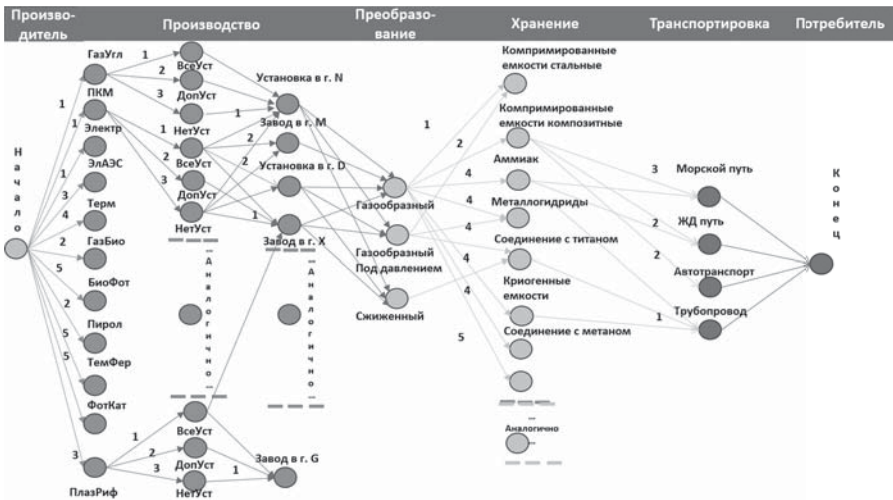 Произво-
дитель
Производство
Преобразо-
вание
Хранение
Транспортировка
Потребитель
Начало
ГазУгл
ПКМ
Электр
ЭлАЭС
Терм
ГазБио
БиоФот
Пирол
ТемФер
ФотКат
ПлазРиф
1
1
1
3
4
2
5
2
5
5
3
ВсеУст
ДопУст
НетУст
ВсеУст
ДопУст
НетУст
1
2
3
1
2
3
...Аналогично...
ВсеУст
ДопУст
НетУст
1
2
3
1
Установка в г. N
Завод в г. M
Установка в г. D
Завод в г. X
1
2
2
1
...Аналогично...
Завод в г. G
Газообразный
Газообразный
Под давлением
Сжиженный
1
2
4
4
4
4
4
5
Компримированные
емкости стальные
Компримированные
емкости композитные
Аммиак
Металлогидриды
Соединение с титаном
Криогенные
емкости
Соединение с метаном
...
Аналогично
...
3
2
2
1
Морской путь
ЖД путь
Автотранспорт
Трубопровод
Конец